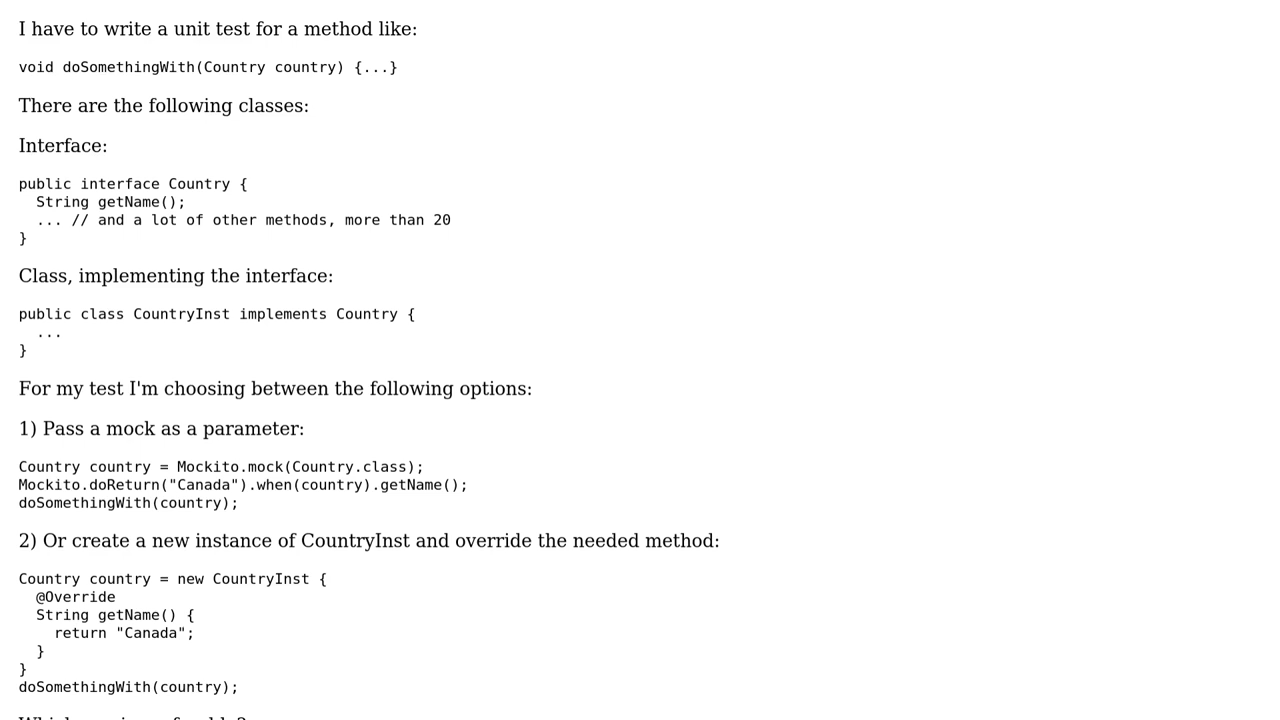 I have to write a unit test for a method like:
void doSomethingWith(Country country) {...}
There are the following classes:
Interface:
public interface Country {
  String getName();
  ... // and a lot of other methods, more than 20
}
Class, implementing the interface:
public class CountryInst implements Country {
  ...
}
For my test I'm choosing between the following options:
1) Pass a mock as a parameter:
Country country = Mockito.mock(Country.class);
Mockito.doReturn("Canada").when(country).getName();
doSomethingWith(country);
2) Or create a new instance of CountryInst and override the needed method:
Country country = new CountryInst {
  @Override
  String getName() {
    return "Canada";
  }
}
doSomethingWith(country);